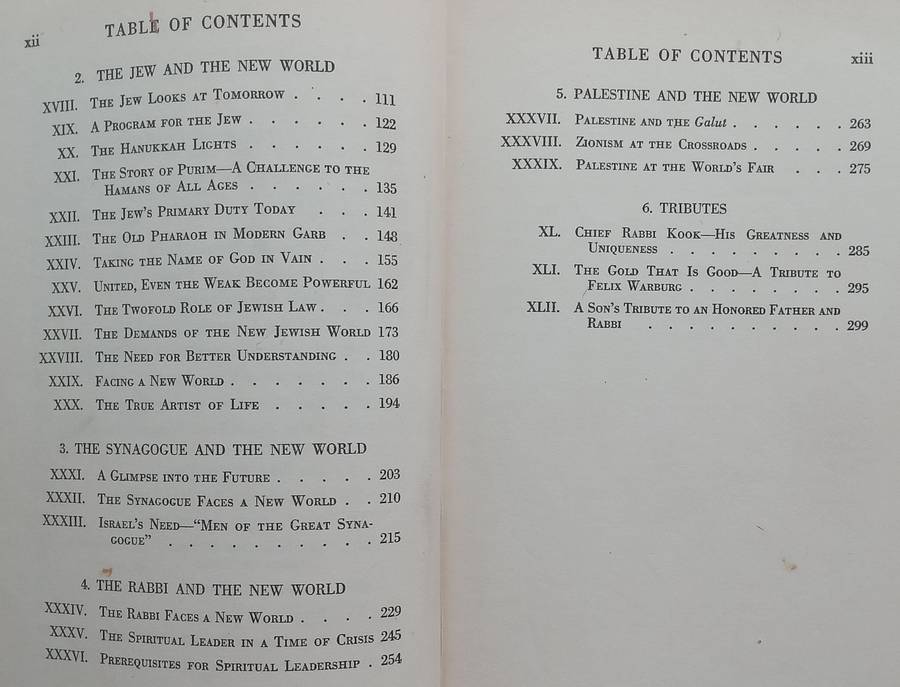 xii
TABLE OF CONTENTS
2. THE JEW AND THE NEW WORLD
XVIII. The Jew Looks at Tomorrow . . . . 111
XIX. A Program for the Jew . . . . . . 122
XX. The Hanukkah Lights . . . . . . 129
XXI. The Story of Purim—A Challenge to the
Hamans of All Ages . . . . . . 135
XXII. The Jew's Primary Duty Today . . . 141
XXIII. The Old Pharaoh in Modern Garb . . 148
XXIV. Taking the Name of God in Vain . . . 155
XXV. United, Even the Weak Become Powerful 162
XXVI. The Twofold Role of Jewish Law . . . 166
XXVII. The Demands of the New Jewish World 173
XXVIII. The Need for Better Understanding . . 180
XXIX. Facing a New World . . . . . . . 186
XXX. The True Artist of Life . . . . . 194
3. THE SYNAGOGUE AND THE NEW WORLD
XXXI. A Glimpse into the Future . . . . . 203
XXXII. The Synagogue Faces a New World . . 210
XXXIII. Israel's Need—"Men of the Great Syna-
gogue" . . . . . . . . . . 215
4. THE RABBI AND THE NEW WORLD
XXXIV. The Rabbi Faces a New World . . . . 229
XXXV. The Spiritual Leader in a Time of Crisis 245
XXXVI. Prerequisites for Spiritual Leadership . 254
TABLE OF CONTENTS
xiii
5. PALESTINE AND THE NEW WORLD
XXXVII. Palestine and the Galut . . . . . . 263
XXXVIII. Zionism at the Crossroads . . . . . 269
XXXIX. Palestine at the World's Fair . . . 275
6. TRIBUTES
XL. Chief Rabbi Kook—His Greatness and
Uniqueness . . . . . . . . . 285
XLI. The Gold That Is Good—A Tribute to
Felix Warburg . . . . . . . . 295
XLII. A Son's Tribute to an Honored Father and
Rabbi . . . . . . . . . . 299